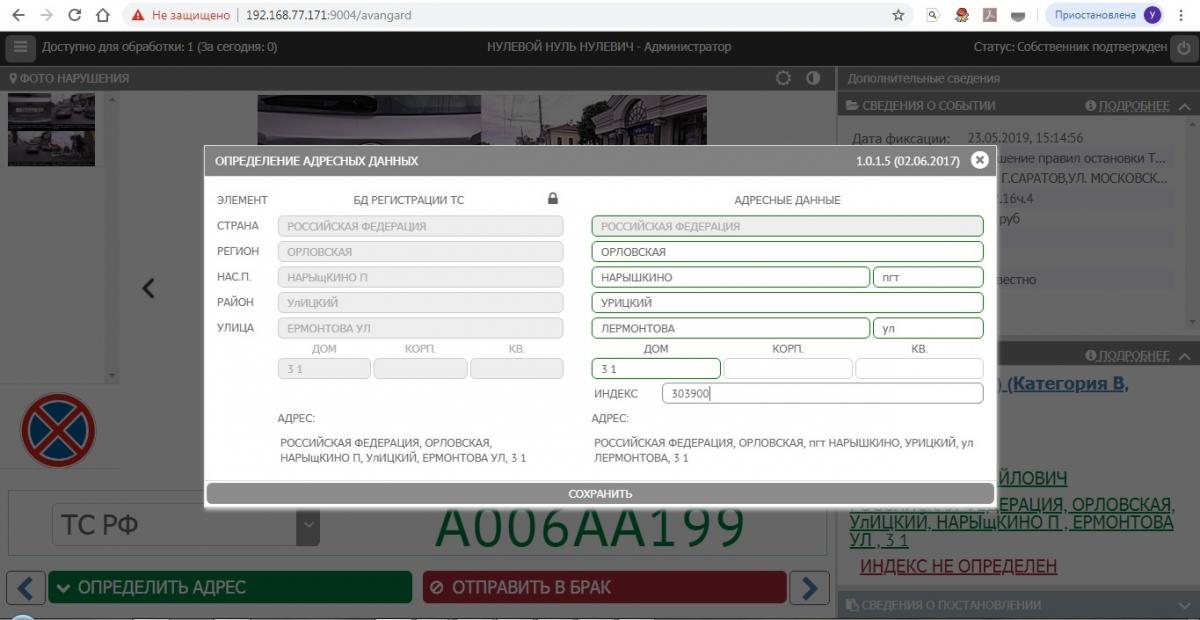 Не защищено | 192.168.77.171:9004/avangard
Приостановлена У
Доступно для обработки: 1 (За сегодня: 0)
НУЛЕВОЙ НУЛЬ НУЛЕВИЧ - Администратор
Статус: Собственник подтвержден
ФОТО НАРУШЕНИЯ
Дополнительные сведения
СВЕДЕНИЯ О СОБЫТИИ
ПОДРОБНЕЕ
Дата фиксации: 23.05.2019, 15:14:56
шение правил остановки Т...
Г.САРАТОВ,УЛ. МОСКОВСК...
.16ч.4
руб
вестно
ОПРЕДЕЛЕНИЕ АДРЕСНЫХ ДАННЫХ
1.0.1.5 (02.06.2017)
ЭЛЕМЕНТ БД РЕГИСТРАЦИИ ТС АДРЕСНЫЕ ДАННЫЕ
СТРАНА РОССИЙСКАЯ ФЕДЕРАЦИЯ РОССИЙСКАЯ ФЕДЕРАЦИЯ
РЕГИОН ОРЛОВСКАЯ ОРЛОВСКАЯ
НАС.П. НАРЫщКИНО П НАРЫШКИНО пгт
РАЙОН УлИЦКИЙ УРИЦКИЙ
УЛИЦА ЕРМОНТОВА УЛ ЛЕРМОНТОВА ул
ДОМ КОРП. КВ. ДОМ КОРП. КВ.
3 1 3 1
ИНДЕКС 303900
АДРЕС: АДРЕС:
РОССИЙСКАЯ ФЕДЕРАЦИЯ, ОРЛОВСКАЯ,
НАРЫщКИНО П, УлИЦКИЙ, ЕРМОНТОВА УЛ, 3 1
РОССИЙСКАЯ ФЕДЕРАЦИЯ, ОРЛОВСКАЯ, пгт НАРЫШКИНО, УРИЦКИЙ, ул
ЛЕРМОНТОВА, 3 1
СОХРАНИТЬ
ПОДРОБНЕЕ
) (Категория B,
ЙЛОВИЧ
ЕРАЦИЯ, ОРЛОВСКАЯ,
УлИЦКИЙ, НАРЫщКИНО П , ЕРМОНТОВА
УЛ , 3 1
ИНДЕКС НЕ ОПРЕДЕЛЕН
ТС РФ
А006АА199
ОПРЕДЕЛИТЬ АДРЕС
ОТПРАВИТЬ В БРАК
СВЕДЕНИЯ О ПОСТАНОВЛЕНИИ